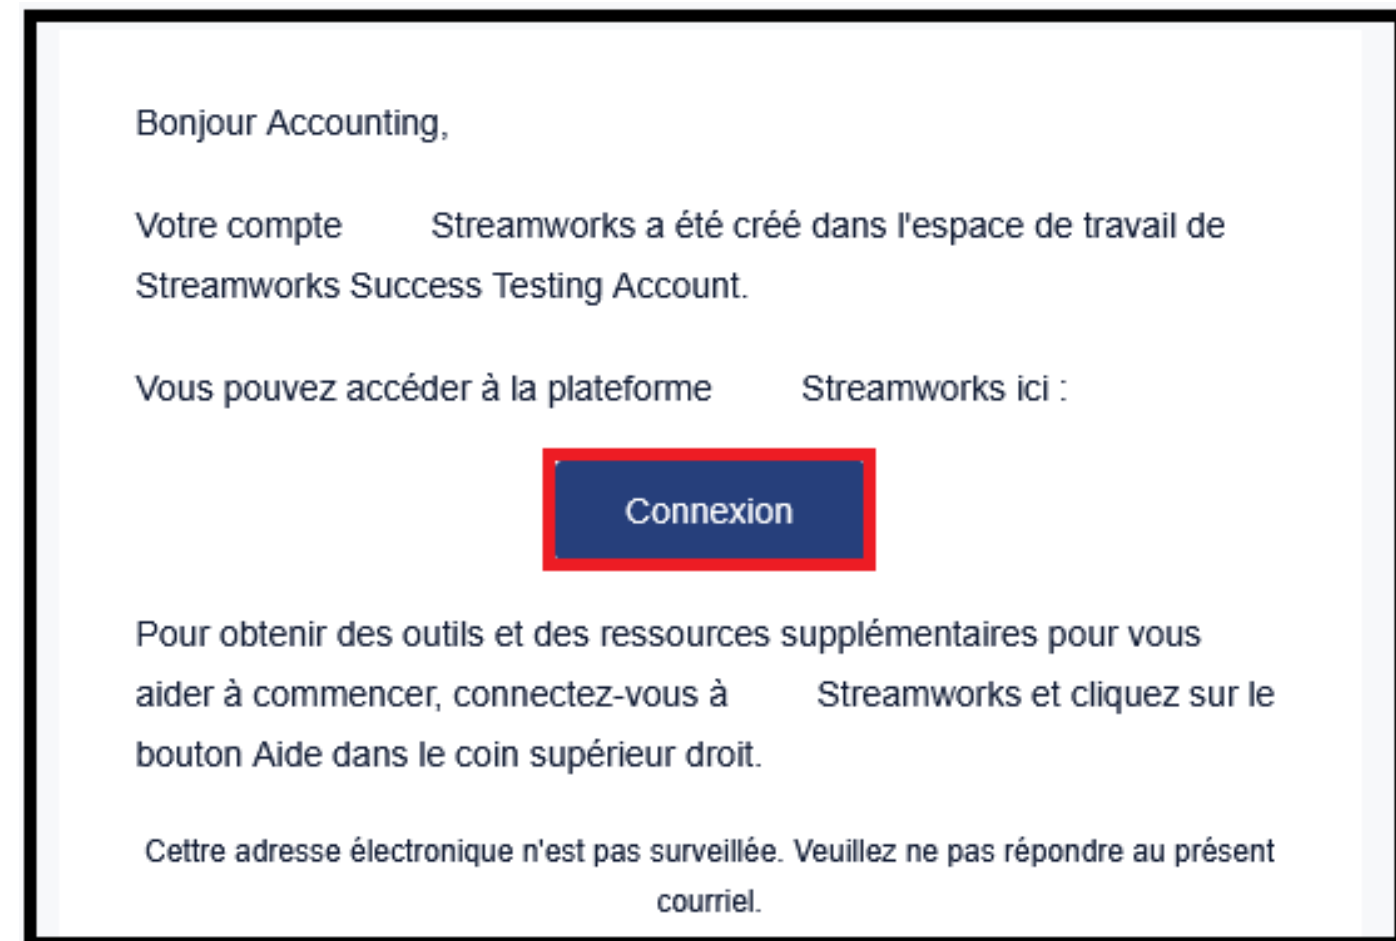 Bonjour Accounting,
Votre compte Streamworks a été créé dans l'espace de travail de
Streamworks Success Testing Account.
Vous pouvez accéder à la plateforme Streamworks ici :
Connexion
Pour obtenir des outils et des ressources supplémentaires pour vous
aider à commencer, connectez-vous à Streamworks et cliquez sur le
bouton Aide dans le coin supérieur droit.
Cettre adresse électronique n'est pas surveillée. Veuillez ne pas répondre au présent
courriel.